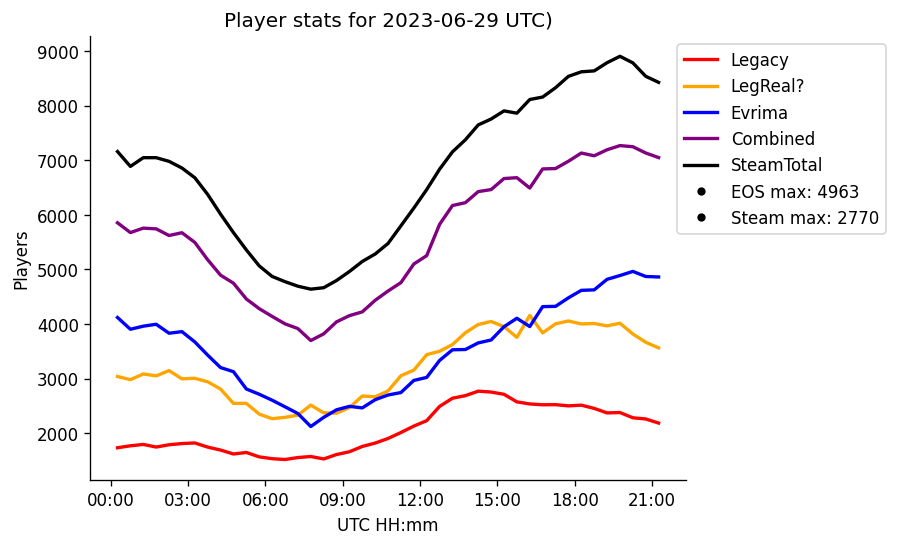 Player stats for 2023-06-29 UTC)
9000
8000
7000
6000
5000
4000
3000
2000
Players
00:00 03:00 06:00 09:00 12:00 15:00 18:00 21:00
UTC HH:mm
Legacy
LegReal?
Evrima
Combined
SteamTotal
EOS max: 4963
Steam max: 2770